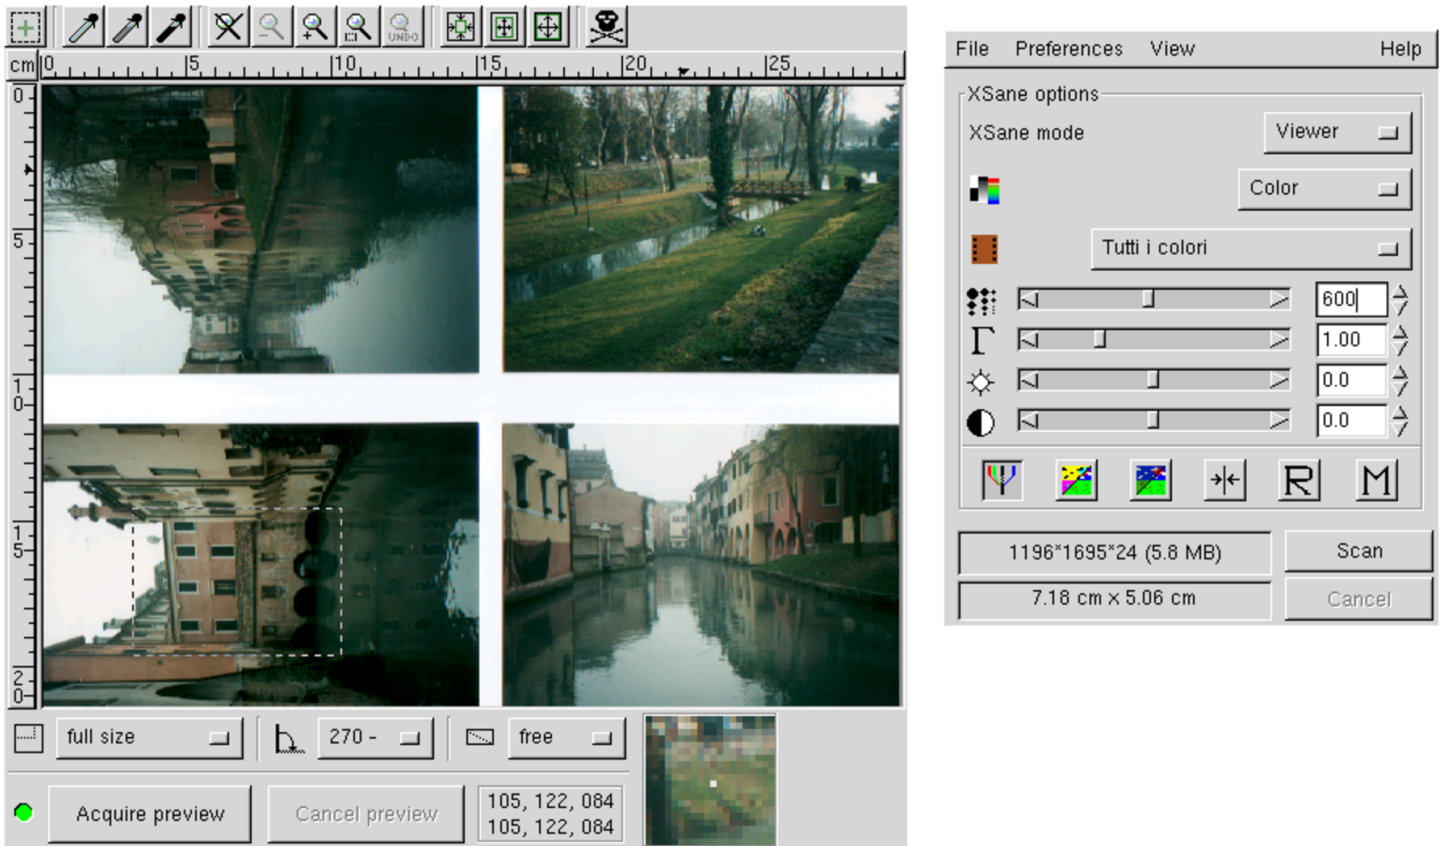 UNDO
cm 0 5 10 15 20 25
0
5
10
15
20
full size 270 - free
Acquire preview Cancel preview 105, 122, 084
105, 122, 084
File Preferences View Help
XSane options
XSane mode Viewer
Color
Tutti i colori
600
Γ 1.00
0.0
0.0
R M
1196*1695*24 (5.8 MB) Scan
7.18 cm x 5.06 cm Cancel